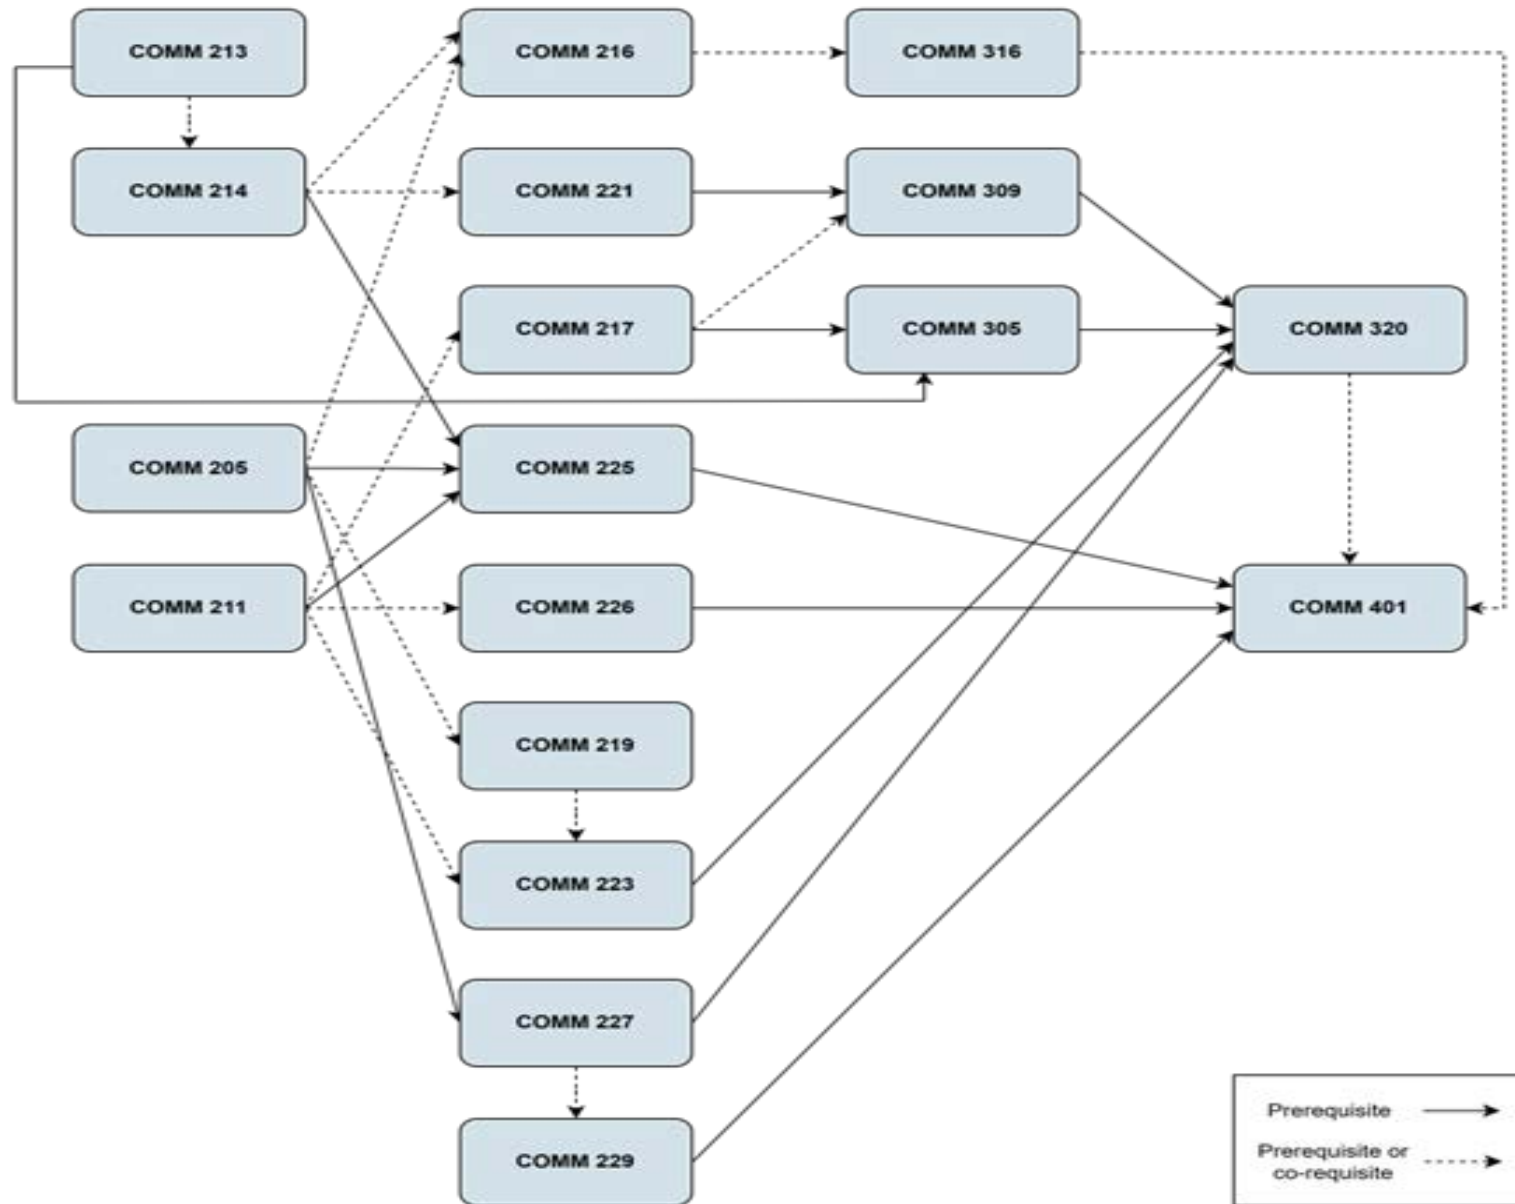 COMM 213
COMM 216
COMM 316
COMM 214
COMM 221
COMM 309
COMM 217
COMM 305
COMM 320
COMM 205
COMM 225
COMM 211
COMM 226
COMM 401
COMM 219
COMM 223
COMM 227
COMM 229
Prerequisite
Prerequisite or
co-requisite